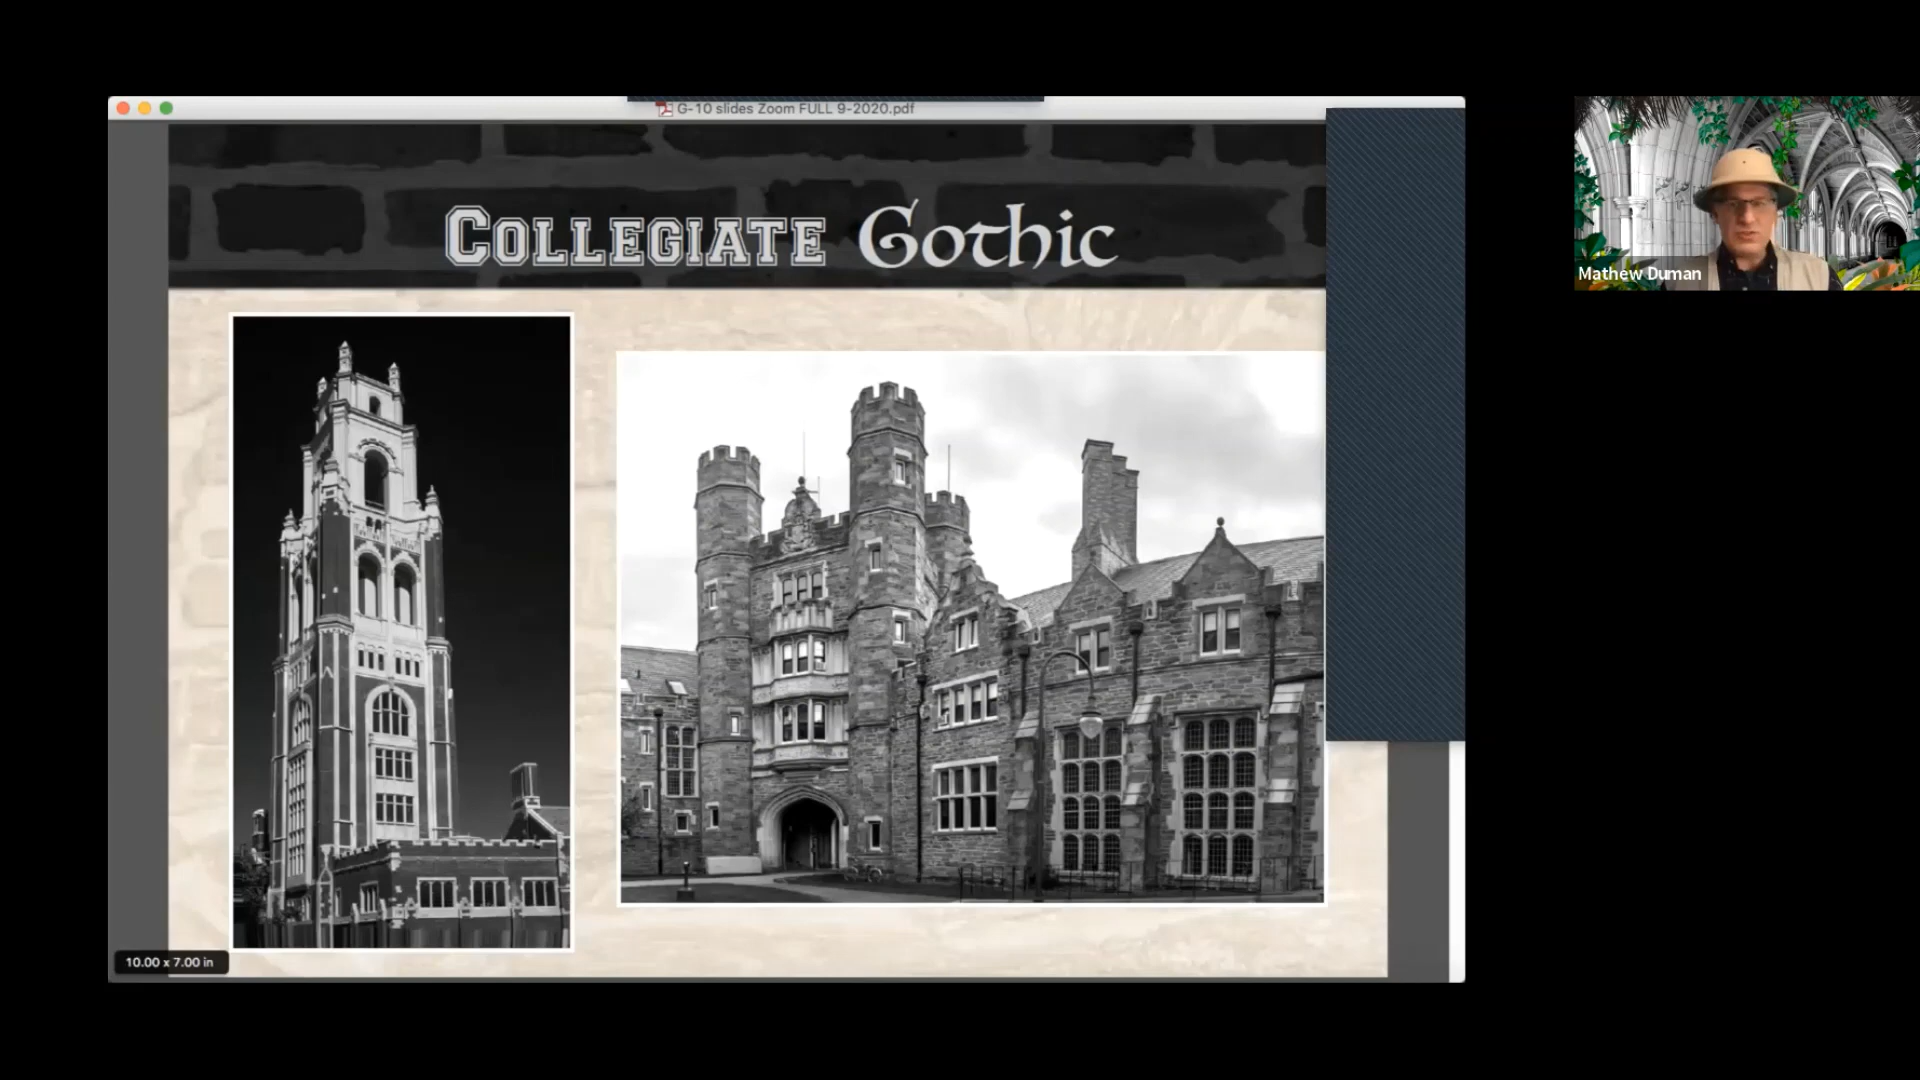 G-10 slides Zoom FULL 9-2020.pdf
Collegiate Gothic
Mathew Duman
10.00 x 7.00 in